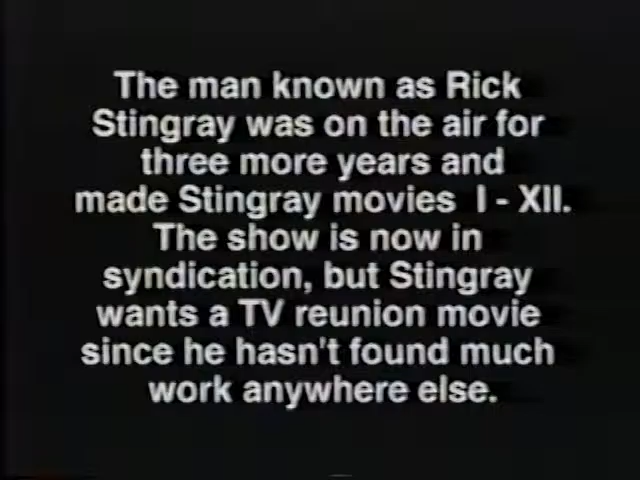 The man known as Rick
Stingray was on the air for
three more years and
made Stingray movies I - XII.
The show is now in
syndication, but Stingray
wants a TV reunion movie
since he hasn't found much
work anywhere else.